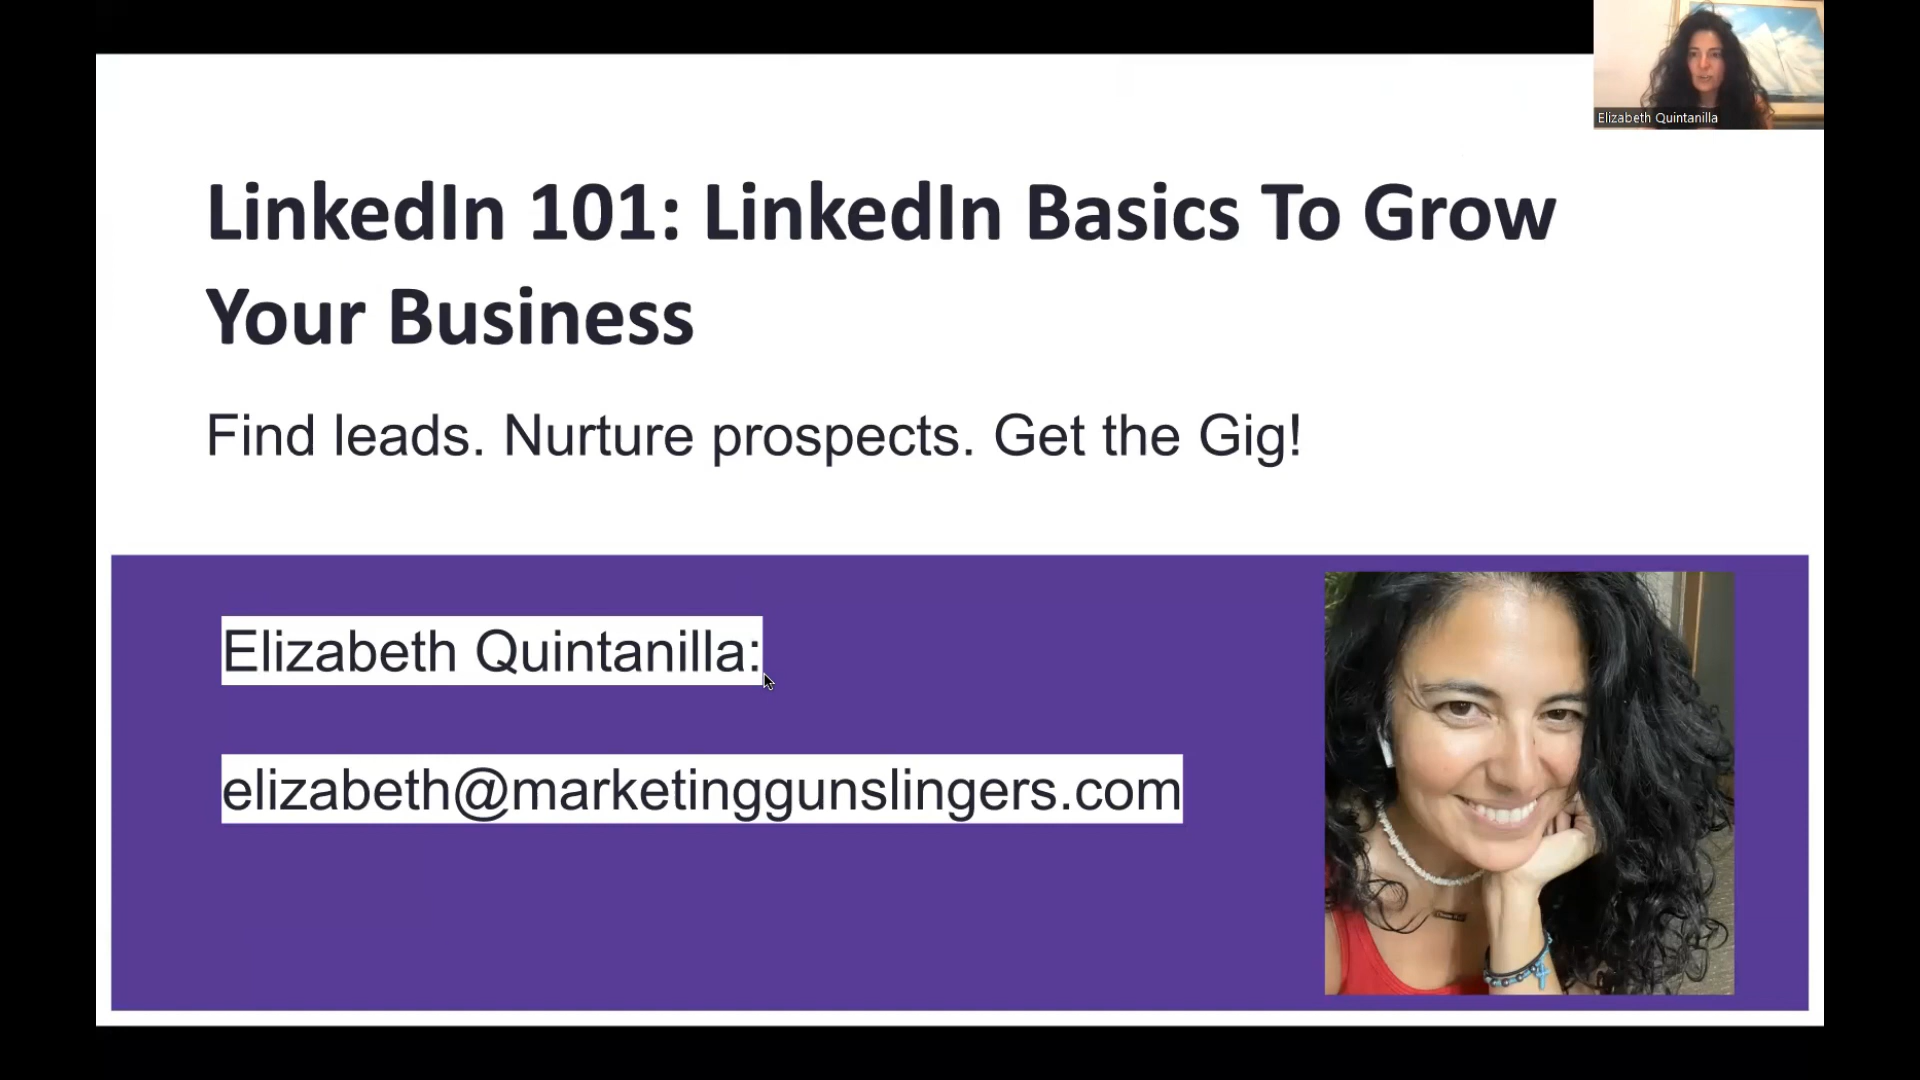 Elizabeth Quintanilla
LinkedIn 101: LinkedIn Basics To Grow
Your Business
Find leads. Nurture prospects. Get the Gig!
Elizabeth Quintanilla:
elizabeth@marketinggunslingers.com